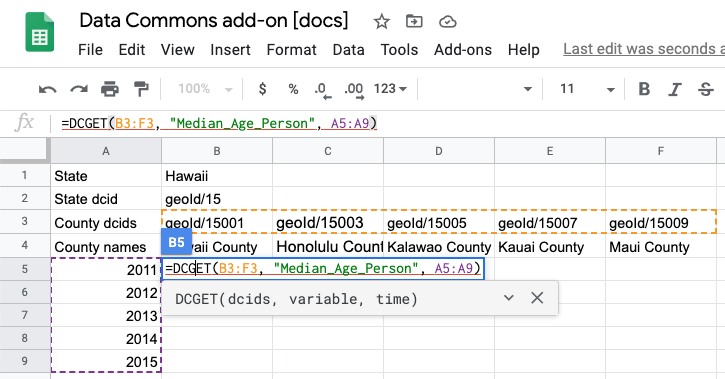 Data Commons add-on [docs]
File Edit View Insert Format Data Tools Add-ons Help Last edit was seconds a
100% $ % .0 .00 123 11 B I S
fx =DCGET(B3:F3, "Median_Age_Person", A5:A9)
A B C D E F
1 State Hawaii
2 State dcid geoId/15
3 County dcids geoId/15001 geoId/15003 geoId/15005 geoId/15007 geoId/15009
B5
4 County names aii County Honolulu Count Kalawao County Kauai County Maui County
5 2011 =DCGET(B3:F3, "Median_Age_Person", A5:A9)
6 2012 DCGET(dcids, variable, time)
7 2013
8 2014
9 2015